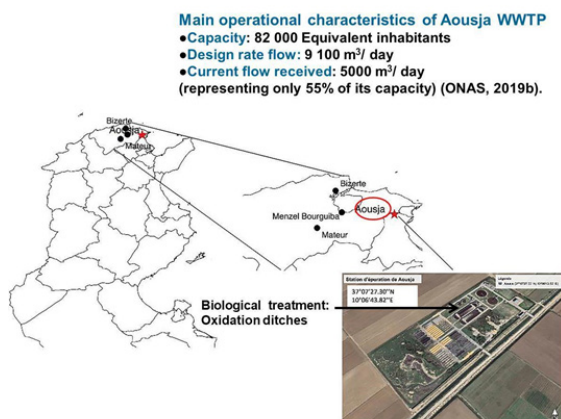 Main operational characteristics of Aousja WWTP
●Capacity: 82 000 Equivalent inhabitants
●Design rate flow: 9 100 m³/ day
●Current flow received: 5000 m³/ day
(representing only 55% of its capacity) (ONAS, 2019b).
Bizerte
Aousja
Mateur
Bizerte
Aousja
Menzel Bourguiba
Mateur
Station d'épuration de Aousja
37°07'27.30"N
10°06'43.82"E
Biological treatment:
Oxidation ditches